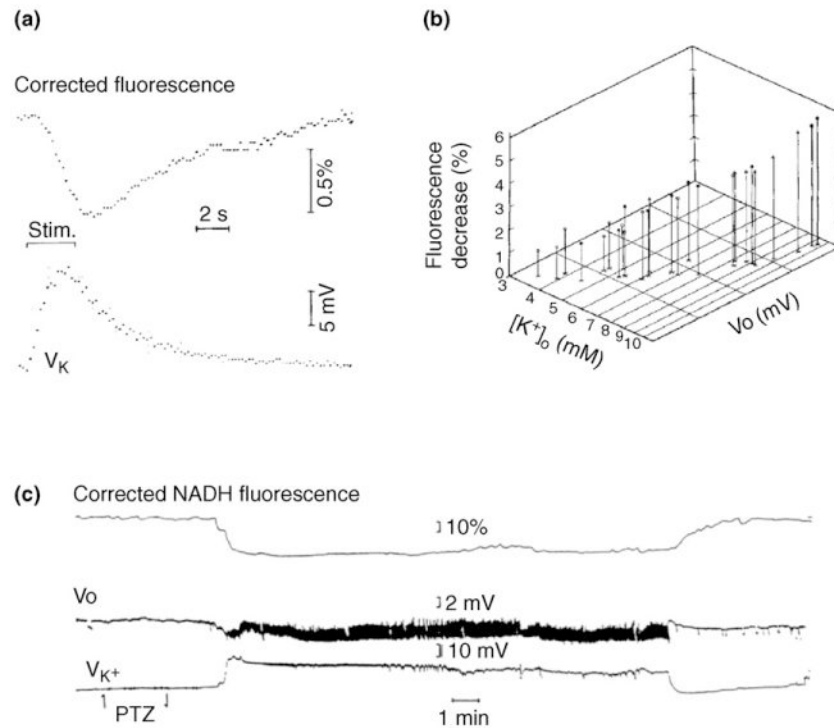 (a)
Corrected fluorescence
0.5%
2 s
Stim.
5 mV
V_K
(b)
Fluorescence
decrease (%)
6
5
4
3
2
1
0
3
4
5
6
7
8
9
10
[K⁺]ₒ (mM)
Vo (mV)
(c)
Corrected NADH fluorescence
10%
Vo
2 mV
10 mV
V_K+
PTZ
1 min